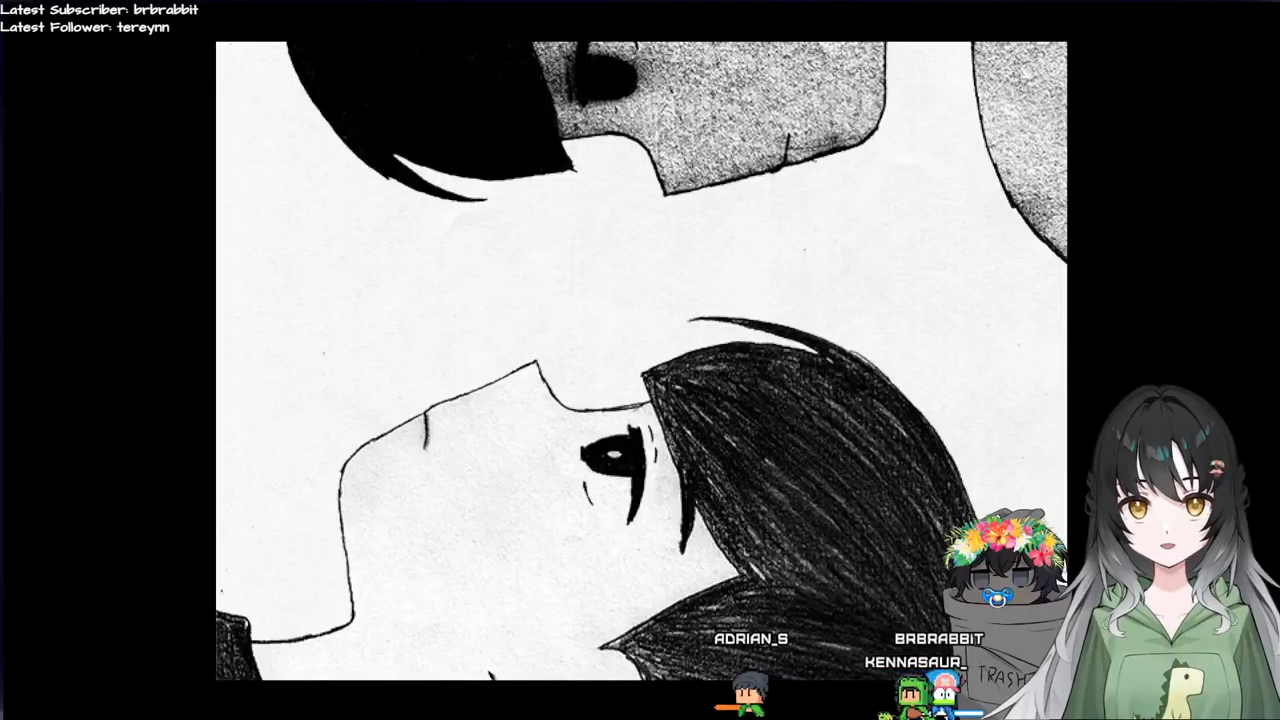 Latest Subscriber: brbrabbit
Latest Follower: tereynn
ADRIAN_S
BRBRABBIT
KENNASAUR_
TRASH